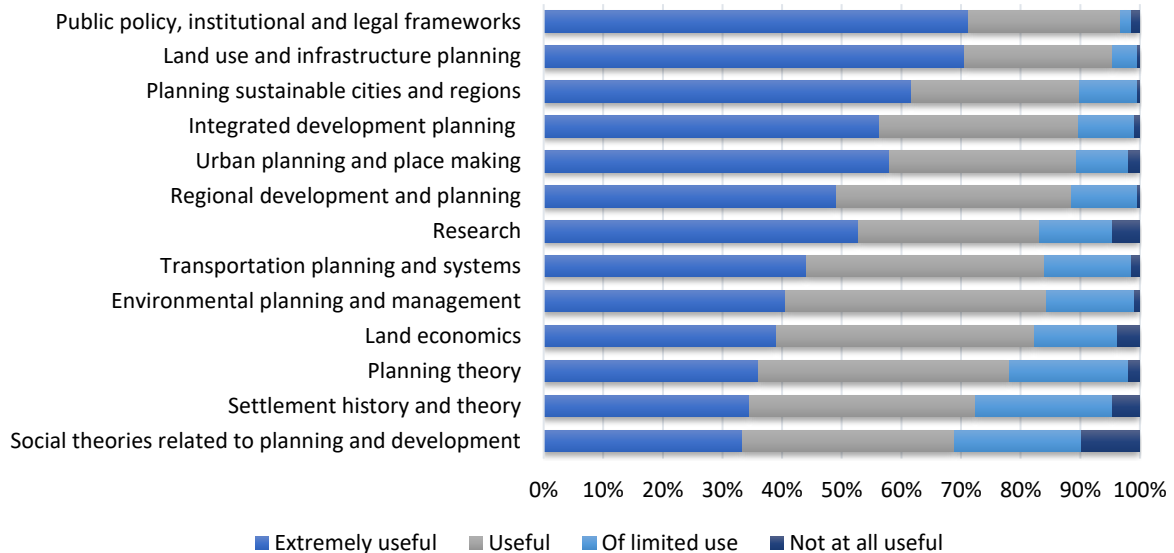 Public policy, institutional and legal frameworks
Land use and infrastructure planning
Planning sustainable cities and regions
Integrated development planning
Urban planning and place making
Regional development and planning
Research
Transportation planning and systems
Environmental planning and management
Land economics
Planning theory
Settlement history and theory
Social theories related to planning and development
0% 10% 20% 30% 40% 50% 60% 70% 80% 90% 100%
Extremely useful Useful Of limited use Not at all useful